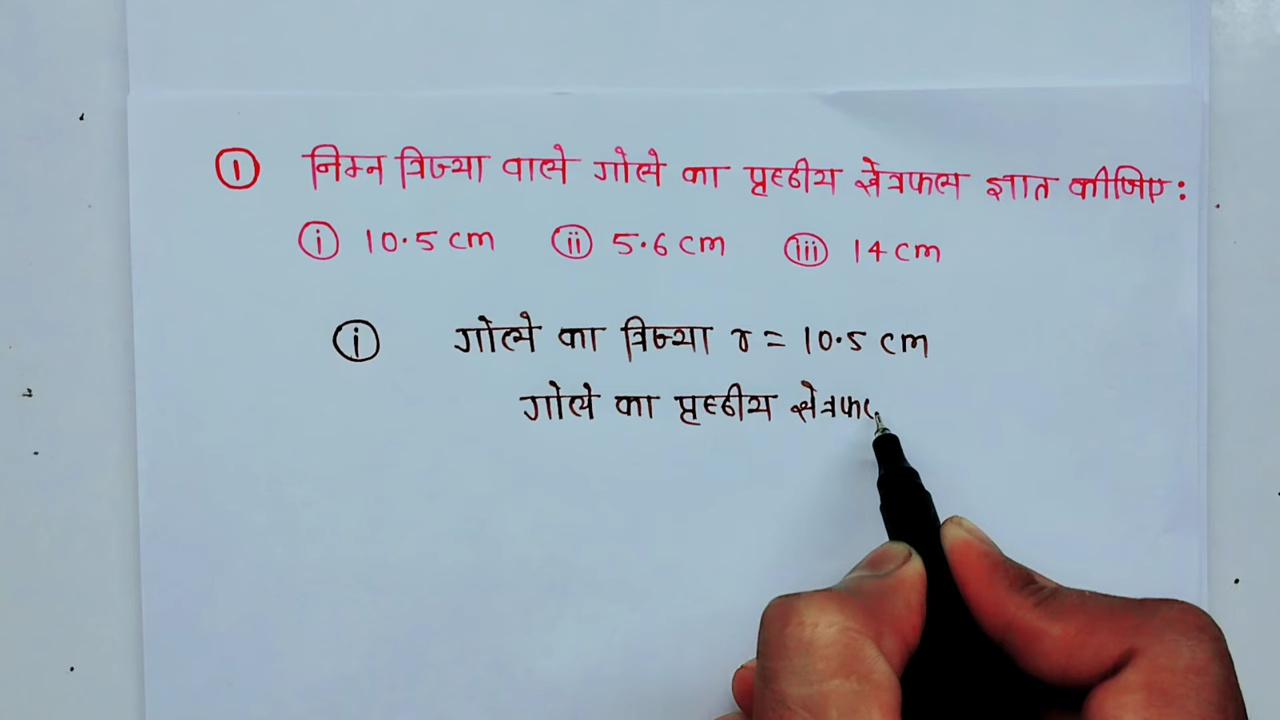 ① निम्न त्रिज्या वाले गोले का पृष्ठीय क्षेत्रफल ज्ञात कीजिए:
ⓘ 10.5 cm ⓘⓘ 5.6 cm ⓘⓘⓘ 14 cm
ⓘ गोले का त्रिज्या r = 10.5 cm
गोले का पृष्ठीय